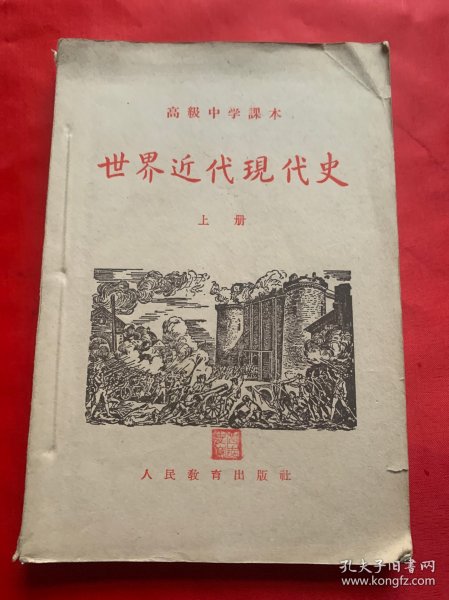 高級中学課本
世界近代現代史
上册
人民教育出版社
孔夫子旧书网
www.kongfz.com